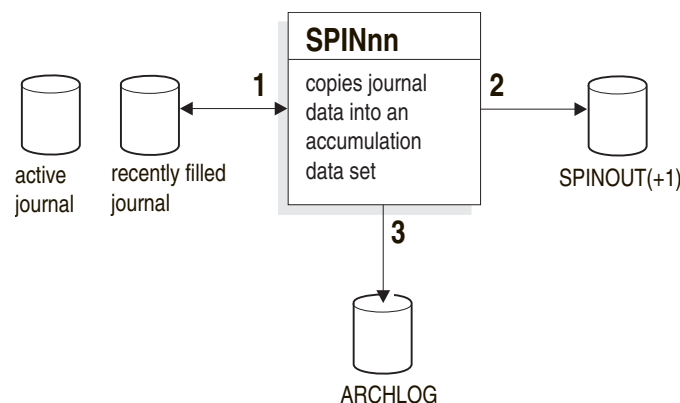 SPINnn
copies journal
data into an
accumulation
data set
1
2
3
active
journal
recently filled
journal
SPINOUT(+1)
ARCHLOG